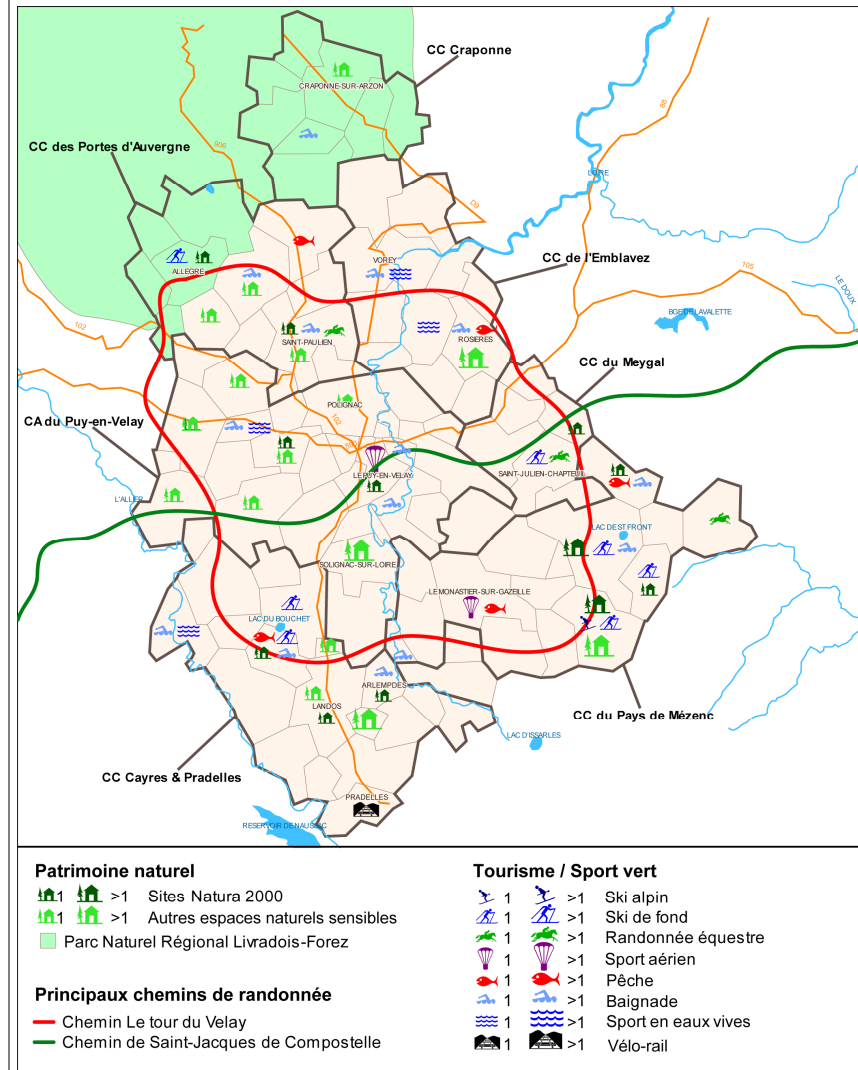 CC Craponne
CRAPONNE-SUR-ARZON
88
CC des Portes d'Auvergne
906
LOIRE
D9
VOREY
CC de l'Emblavez
ALLEGRE
105
LE DOUX
BGE DE LAVALETTE
102
SAINT-PAULIEN
ROSIERES
CC du Meygal
POLIGNAC
102
CA du Puy-en-Velay
LE PUY-EN-VELAY
SAINT-JULIEN-CHAPTEUIL
L'ALLIER
LAC DE ST FRONT
SOLIGNAC-SUR-LOIRE
LE MONASTIER-SUR-GAZEILLE
LAC DU BOUCHET
ARLEMPDES
LANDOS
CC du Pays de Mézenc
LAC D'ISSARLES
CC Cayres & Pradelles
PRADELLES
RESERVOIR DE NAUSSAC
Patrimoine naturel
1 >1 Sites Natura 2000
1 >1 Autres espaces naturels sensibles
Parc Naturel Régional Livradois-Forez
Principaux chemins de randonnée
Chemin Le tour du Velay
Chemin de Saint-Jacques de Compostelle
Tourisme / Sport vert
1 >1 Ski alpin
1 >1 Ski de fond
1 >1 Randonnée équestre
1 >1 Sport aérien
1 >1 Pêche
1 >1 Baignade
1 >1 Sport en eaux vives
1 >1 Vélo-rail